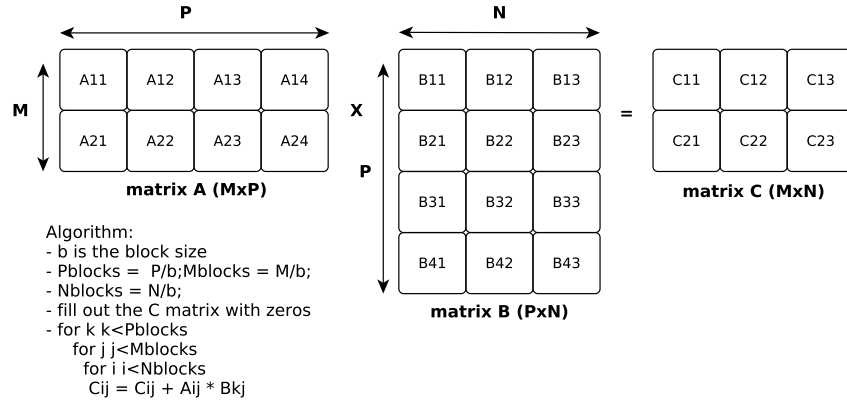 P
N
M
X
P
=
A11 A12 A13 A14
A21 A22 A23 A24
matrix A (MxP)
B11 B12 B13
B21 B22 B23
B31 B32 B33
B41 B42 B43
matrix B (PxN)
C11 C12 C13
C21 C22 C23
matrix C (MxN)
Algorithm:
- b is the block size
- Pblocks =  P/b;Mblocks = M/b;
- Nblocks = N/b;
- fill out the C matrix with zeros
- for k k<Pblocks
for j j<Mblocks
for i i<Nblocks
Cij = Cij + Aij * Bkj